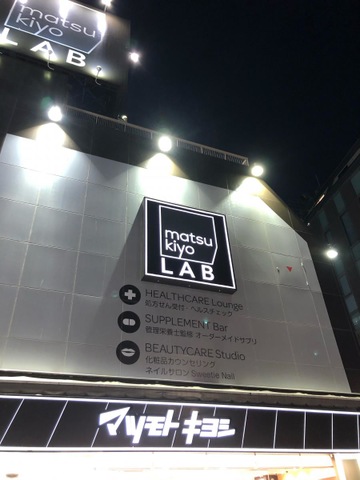 matsu
kiyo
LAB
matsu
kiyo
LAB
HEALTHCARE Lounge
処方せん受付・ヘルスチェック
SUPPLEMENT Bar
管理栄養士監修 オーダーメイドサプリ
BEAUTYCARE Studio
化粧品カウンセリング
ネイルサロン Sweetie Nail
マツモト キヨシ